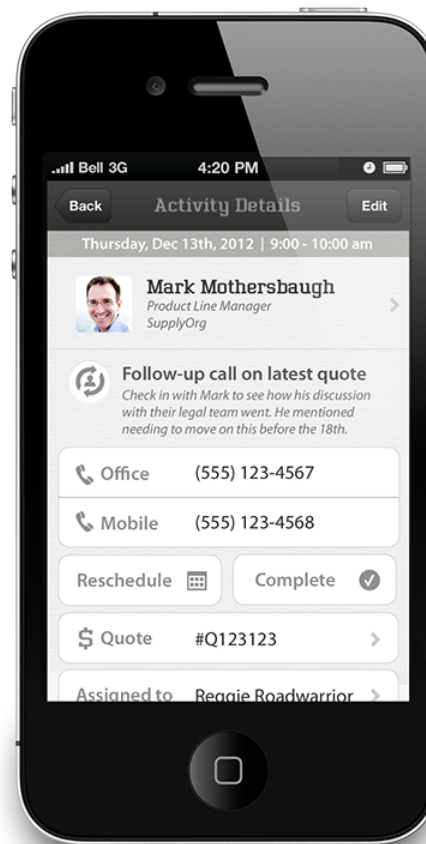 Bell 3G 4:20 PM
Back Activity Details Edit
Thursday, Dec 13th, 2012 | 9:00 - 10:00 am
Mark Mothersbaugh
Product Line Manager
SupplyOrg
Follow-up call on latest quote
Check in with Mark to see how his discussion
with their legal team went. He mentioned
needing to move on this before the 18th.
Office (555) 123-4567
Mobile (555) 123-4568
Reschedule Complete
$ Quote #Q123123
Assigned to Reggie Roadwarrior